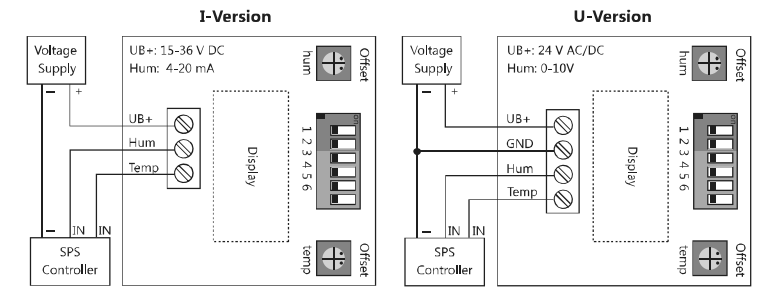 I-Version
Voltage
Supply
− +
UB+: 15-36 V DC
Hum: 4-20 mA
Offset
hum
UB+
Hum
Temp
Display
on
1 2 3 4 5 6
− IN IN
SPS
Controller
Offset
temp
U-Version
Voltage
Supply
− +
UB+: 24 V AC/DC
Hum: 0-10V
Offset
hum
UB+
GND
Hum
Temp
Display
on
1 2 3 4 5 6
− IN IN
SPS
Controller
Offset
temp